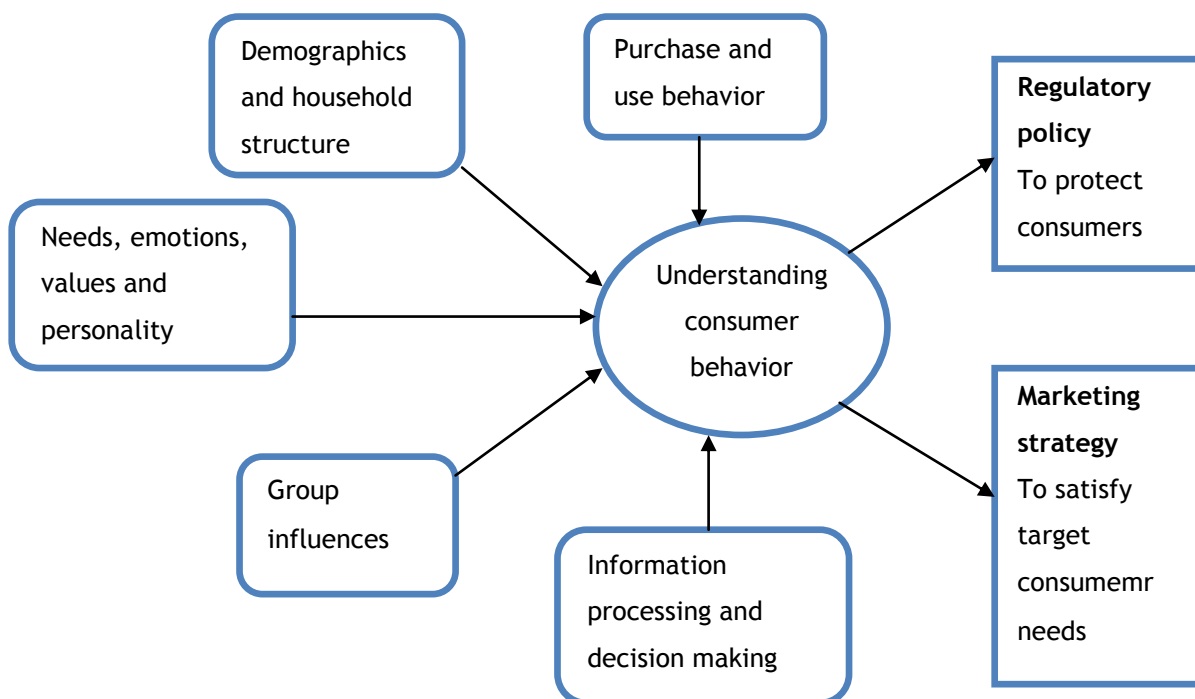 Demographics
and household
structure
Purchase and
use behavior
Regulatory
policy
To protect
consumers
Needs, emotions,
values and
personality
Understanding
consumer
behavior
Marketing
strategy
To satisfy
target
consumemr
needs
Group
influences
Information
processing and
decision making